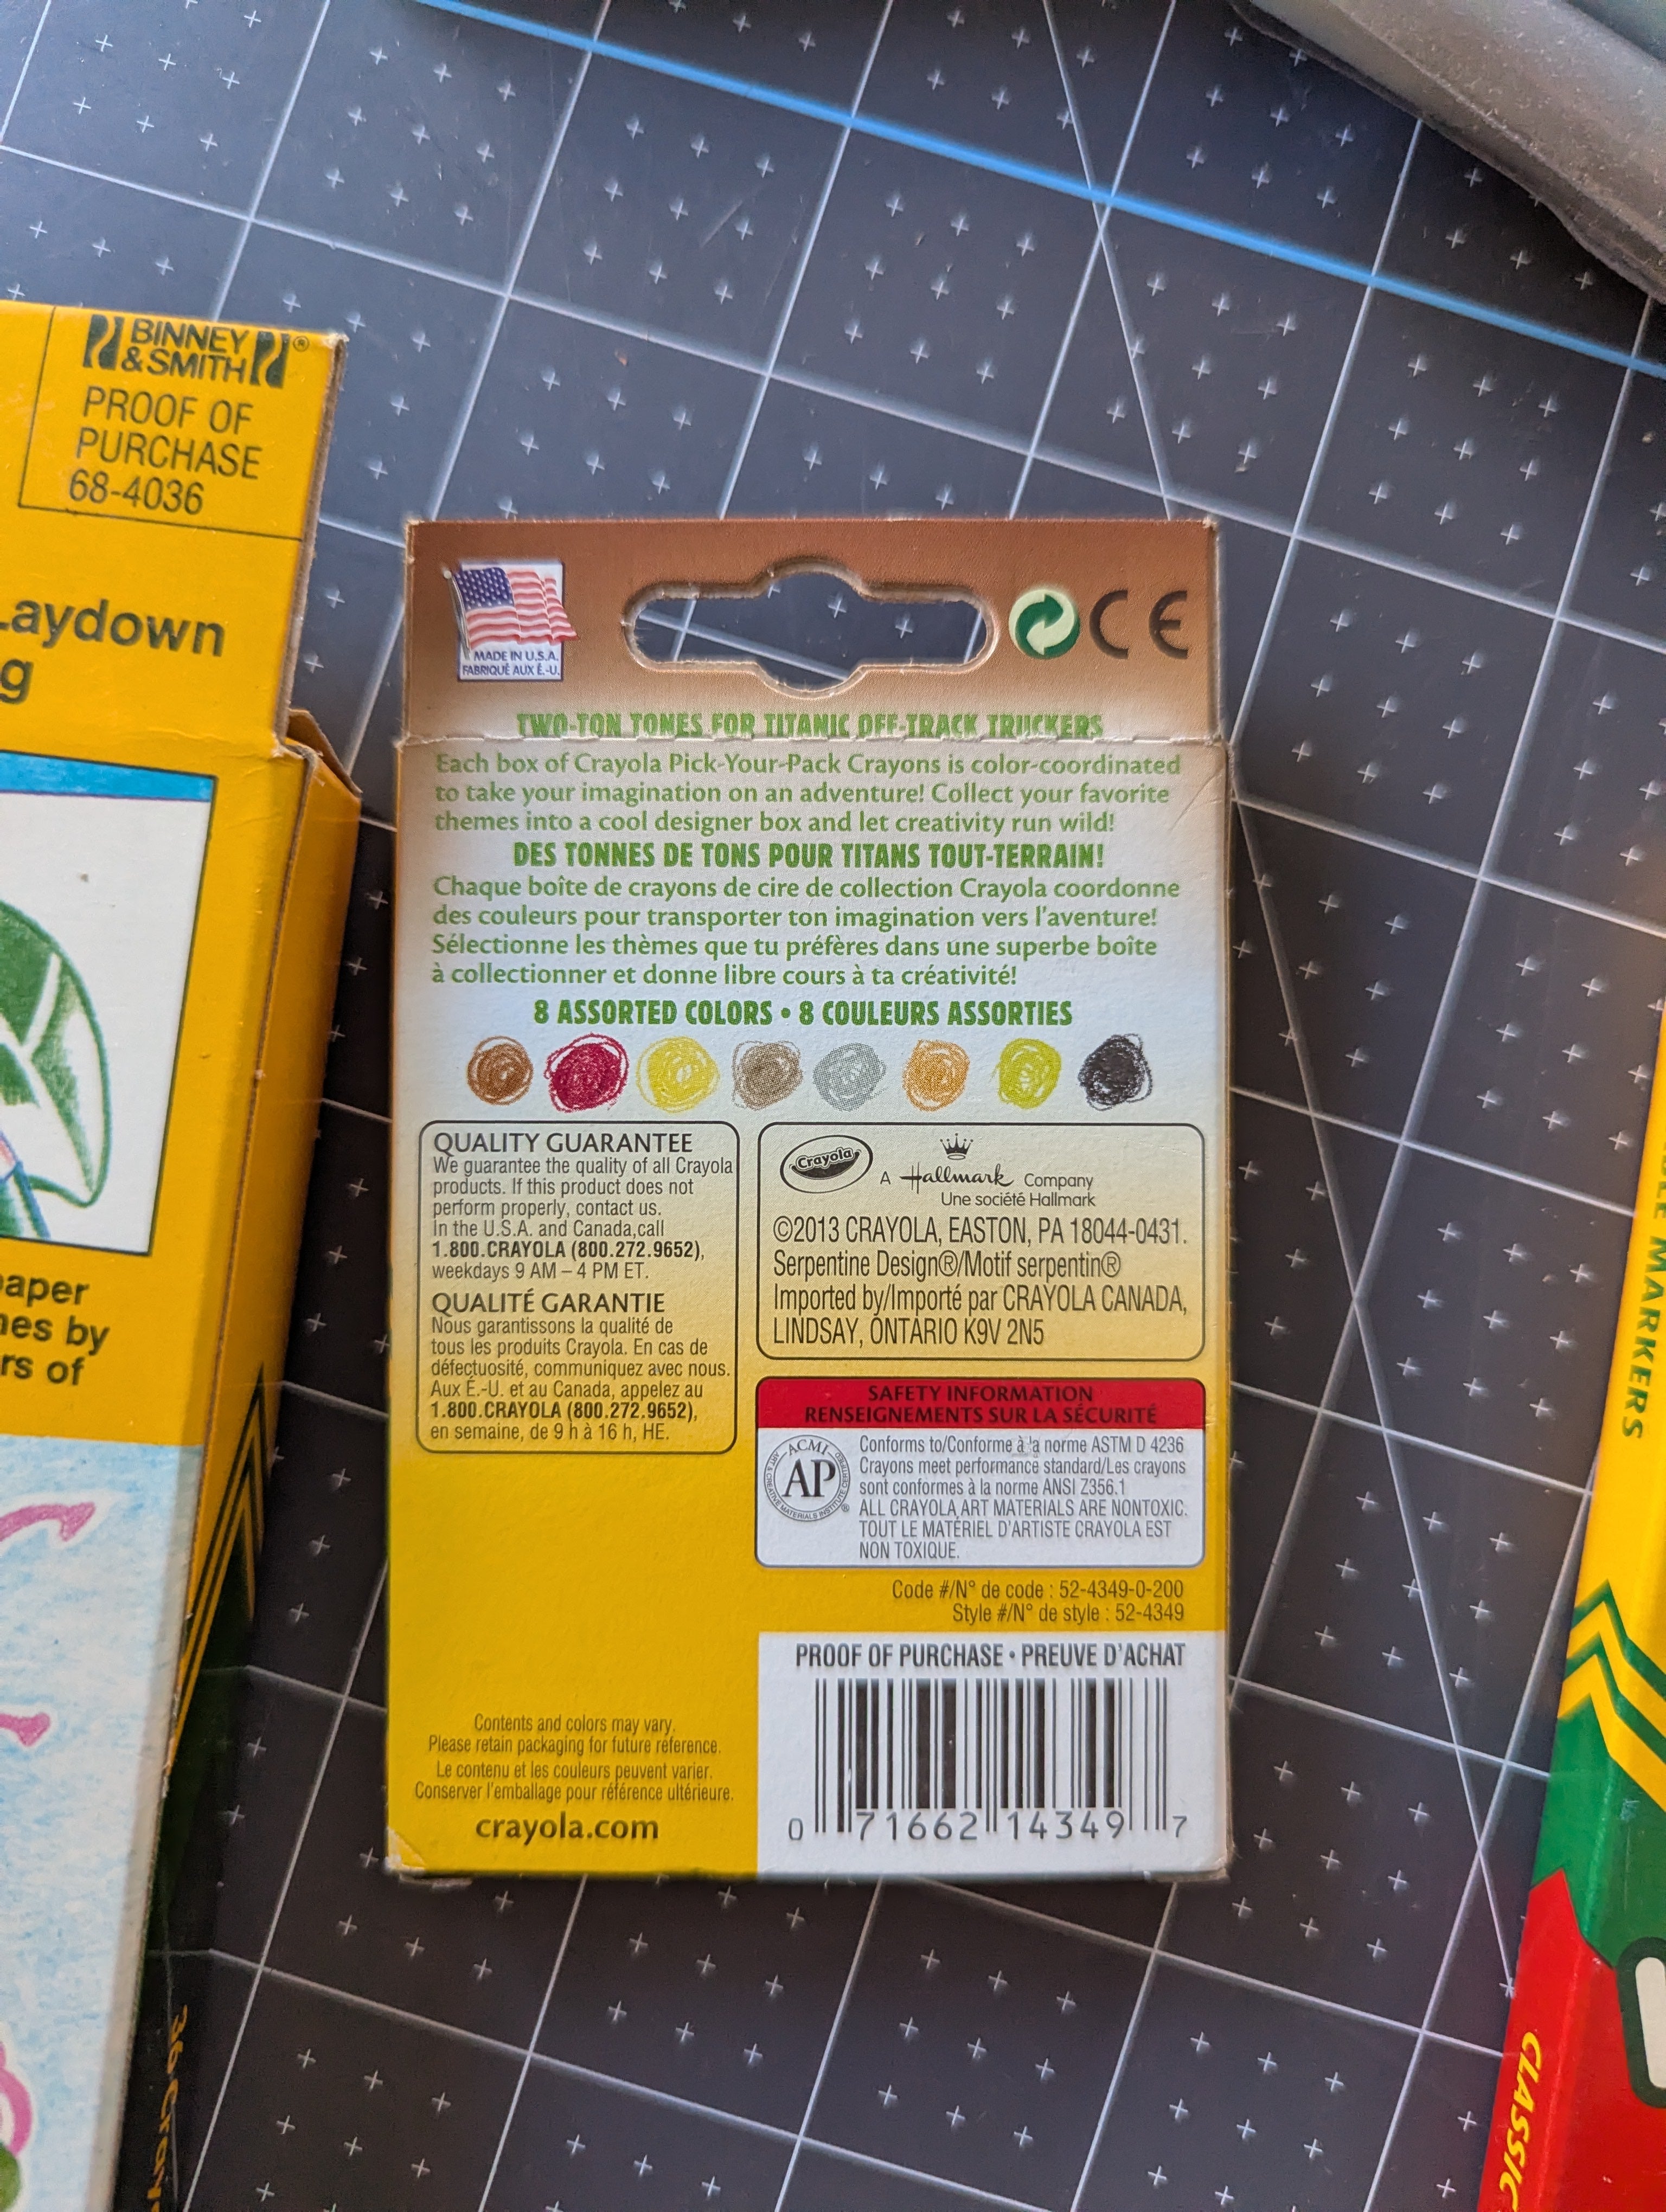 BINNEY
& SMITH ®
PROOF OF
PURCHASE
68-4036
Laydown
g
paper
by
rs of
MADE IN U.S.A.
FABRIQUÉ AUX É.-U.
CE
TWO-TON TONES FOR TITANIC OFF-TRACK TRUCKERS
Each box of Crayola Pick-Your-Pack Crayons is color-coordinated
to take your imagination on an adventure! Collect your favorite
themes into a cool designer box and let creativity run wild!
DES TONNES DE TONS POUR TITANS TOUT-TERRAIN!
Chaque boîte de crayons de cire de collection Crayola coordonne
des couleurs pour transporter ton imagination vers l'aventure!
Sélectionne les thèmes que tu préfères dans une superbe boîte
à collectionner et donne libre cours à ta créativité!
8 ASSORTED COLORS • 8 COULEURS ASSORTIES
QUALITY GUARANTEE
We guarantee the quality of all Crayola
products. If this product does not
perform properly, contact us.
In the U.S.A. and Canada,call
1.800.CRAYOLA (800.272.9652),
weekdays 9 AM – 4 PM ET.
QUALITÉ GARANTIE
Nous garantissons la qualité de
tous les produits Crayola. En cas de
défectuosité, communiquez avec nous.
Aux É.-U. et au Canada, appelez au
1.800.CRAYOLA (800.272.9652),
en semaine, de 9 h à 16 h, HE.
Crayola
A Hallmark Company
Une société Hallmark
©2013 CRAYOLA, EASTON, PA 18044-0431.
Serpentine Design®/Motif serpentin®
Imported by/Importé par CRAYOLA CANADA,
LINDSAY, ONTARIO K9V 2N5
SAFETY INFORMATION
RENSEIGNEMENTS SUR LA SÉCURITÉ
ACMI
AP
ART & CREATIVE MATERIALS INSTITUTE CERTIFIED
®
Conforms to/Conforme à la norme ASTM D 4236
Crayons meet performance standard/Les crayons
sont conformes à la norme ANSI Z356.1
ALL CRAYOLA ART MATERIALS ARE NONTOXIC.
TOUT LE MATÉRIEL D'ARTISTE CRAYOLA EST
NON TOXIQUE.
Code #/N° de code : 52-4349-0-200
Style #/N° de style : 52-4349
PROOF OF PURCHASE • PREUVE D'ACHAT
0 71662 14349 7
Contents and colors may vary.
Please retain packaging for future reference.
Le contenu et les couleurs peuvent varier.
Conserver l'emballage pour référence ultérieure.
crayola.com
MARKERS
CLASSIC